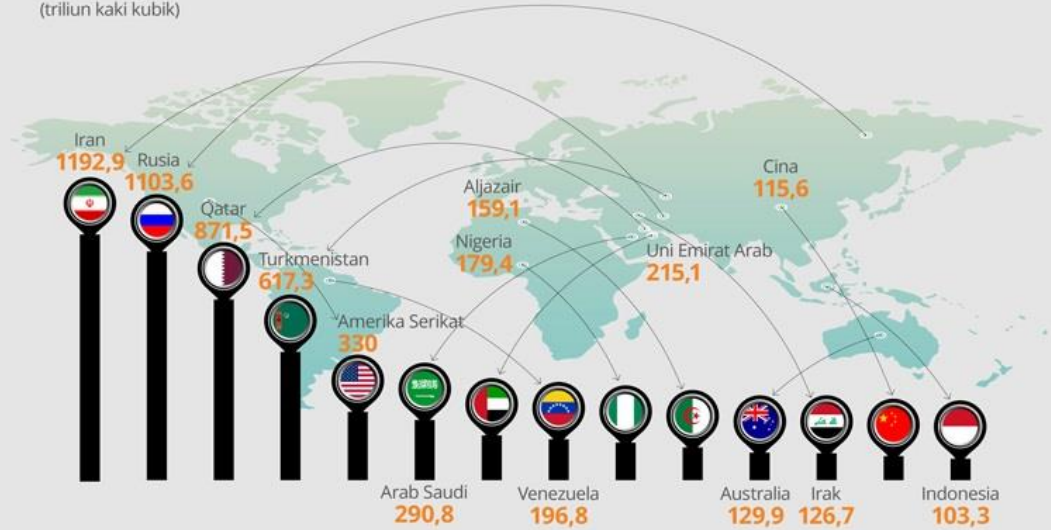 (triliun kaki kubik)
Iran
1192,9
Rusia
1103,6
Qatar
871,5
Turkmenistan
617,3
Amerika Serikat
330
Aljazair
159,1
Nigeria
179,4
Uni Emirat Arab
215,1
Cina
115,6
Arab Saudi
290,8
Venezuela
196,8
Australia
129,9
Irak
126,7
Indonesia
103,3